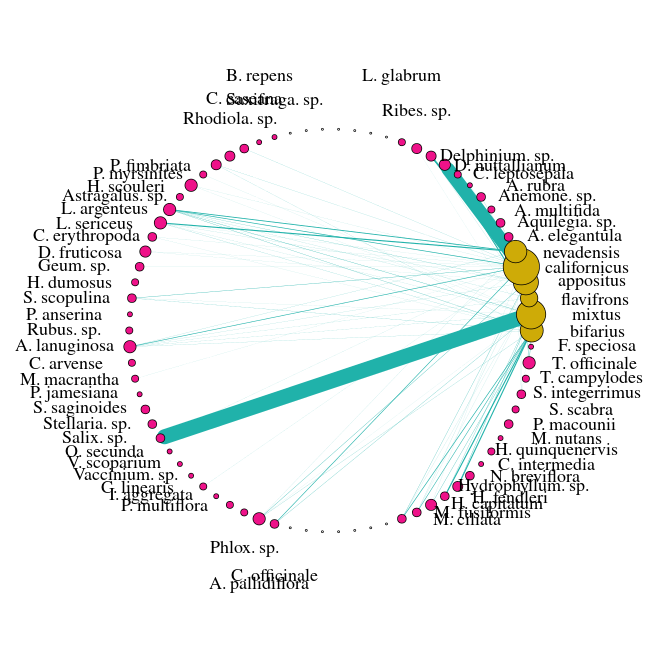 B. repens
L. glabrum
C. caseana
Saxifraga. sp.
Ribes. sp.
Rhodiola. sp.
Delphinium. sp.
P. fimbriata
D. nuttallianum
P. myrsinites
C. leptosepala
H. scouleri
A. rubra
Astragalus. sp.
Anemone. sp.
L. argenteus
A. multifida
L. sericeus
Aquilegia. sp.
C. erythropoda
A. elegantula
D. fruticosa
nevadensis
Geum. sp.
californicus
H. dumosus
appositus
S. scopulina
flavifrons
P. anserina
mixtus
Rubus. sp.
bifarius
A. lanuginosa
F. speciosa
C. arvense
T. officinale
M. macrantha
T. campylodes
P. jamesiana
S. integerrimus
S. saginoides
S. scabra
Stellaria. sp.
P. macounii
Salix. sp.
M. nutans
O. secunda
H. quinquenervis
V. scoparium
C. intermedia
Vaccinium. sp.
N. breviflora
C. linearis
Hydrophyllum. sp.
I. aggregata
H. fendleri
P. multiflora
H. capitatum
M. fusiformis
M. ciliata
Phlox. sp.
C. officinale
A. pallidiflora